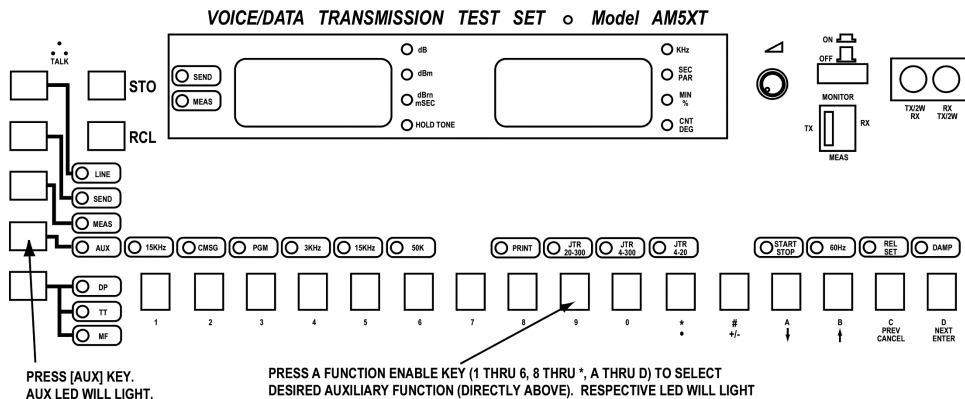 VOICE/DATA TRANSMISSION TEST SET o Model AM5XT
TALK
STO
RCL
SEND
MEAS
dB
dBm
dBrn
mSEC
HOLD TONE
KHz
SEC
PAR
MIN
%
CNT
DEG
ON
OFF
MONITOR
TX
RX
MEAS
TX/2W
RX
RX
TX/2W
LINE
SEND
MEAS
AUX
15KHz
CMSG
PGM
3KHz
15KHz
50K
PRINT
JTR
20-300
JTR
4-300
JTR
4-20
START
STOP
60Hz
REL
SET
DAMP
DP
TT
MF
1
2
3
4
5
6
7
8
9
0
*
•
#
+/-
A
↓
B
↑
C
PREV
CANCEL
D
NEXT
ENTER
PRESS [AUX] KEY.
AUX LED WILL LIGHT.
PRESS A FUNCTION ENABLE KEY (1 THRU 6, 8 THRU *, A THRU D) TO SELECT
DESIRED AUXILIARY FUNCTION (DIRECTLY ABOVE). RESPECTIVE LED WILL LIGHT